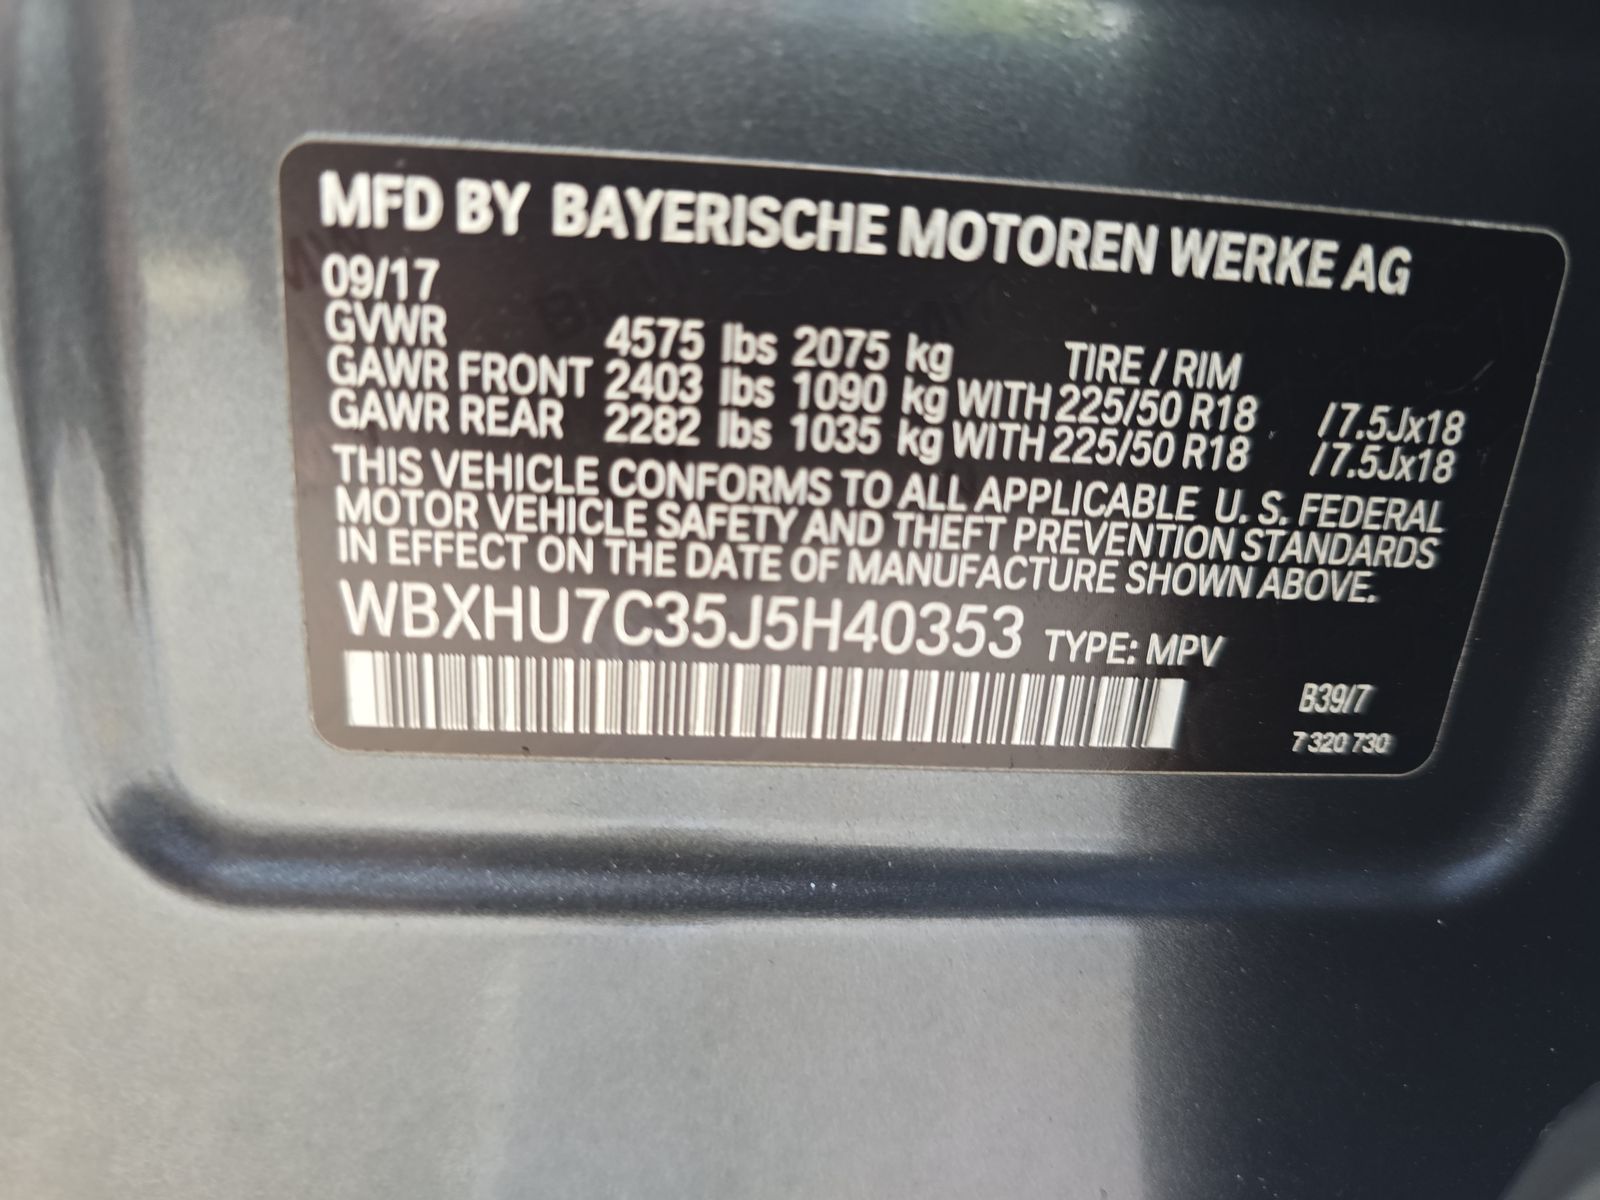 MFD BY BAYERISCHE MOTOREN WERKE AG
09/17
GVWR 4575 lbs 2075 kg TIRE / RIM
GAWR FRONT 2403 lbs 1090 kg WITH 225/50 R18 /7.5Jx18
GAWR REAR 2282 lbs 1035 kg WITH 225/50 R18 /7.5Jx18
THIS VEHICLE CONFORMS TO ALL APPLICABLE U. S. FEDERAL
MOTOR VEHICLE SAFETY AND THEFT PREVENTION STANDARDS
IN EFFECT ON THE DATE OF MANUFACTURE SHOWN ABOVE.
WBXHU7C35J5H40353 TYPE: MPV
B39/7
7 320 730